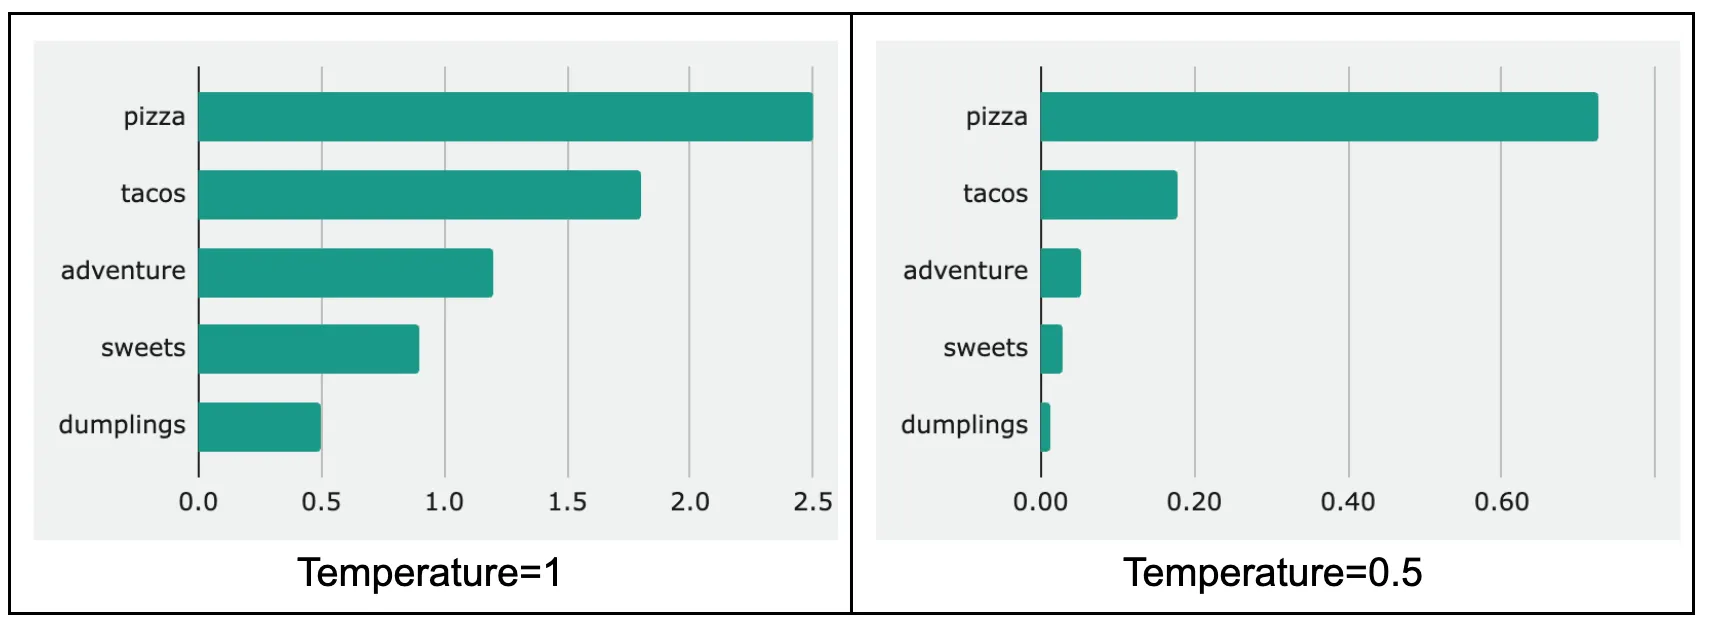 pizza
tacos
adventure
sweets
dumplings
0.0 0.5 1.0 1.5 2.0 2.5
Temperature=1
pizza
tacos
adventure
sweets
dumplings
0.00 0.20 0.40 0.60
Temperature=0.5